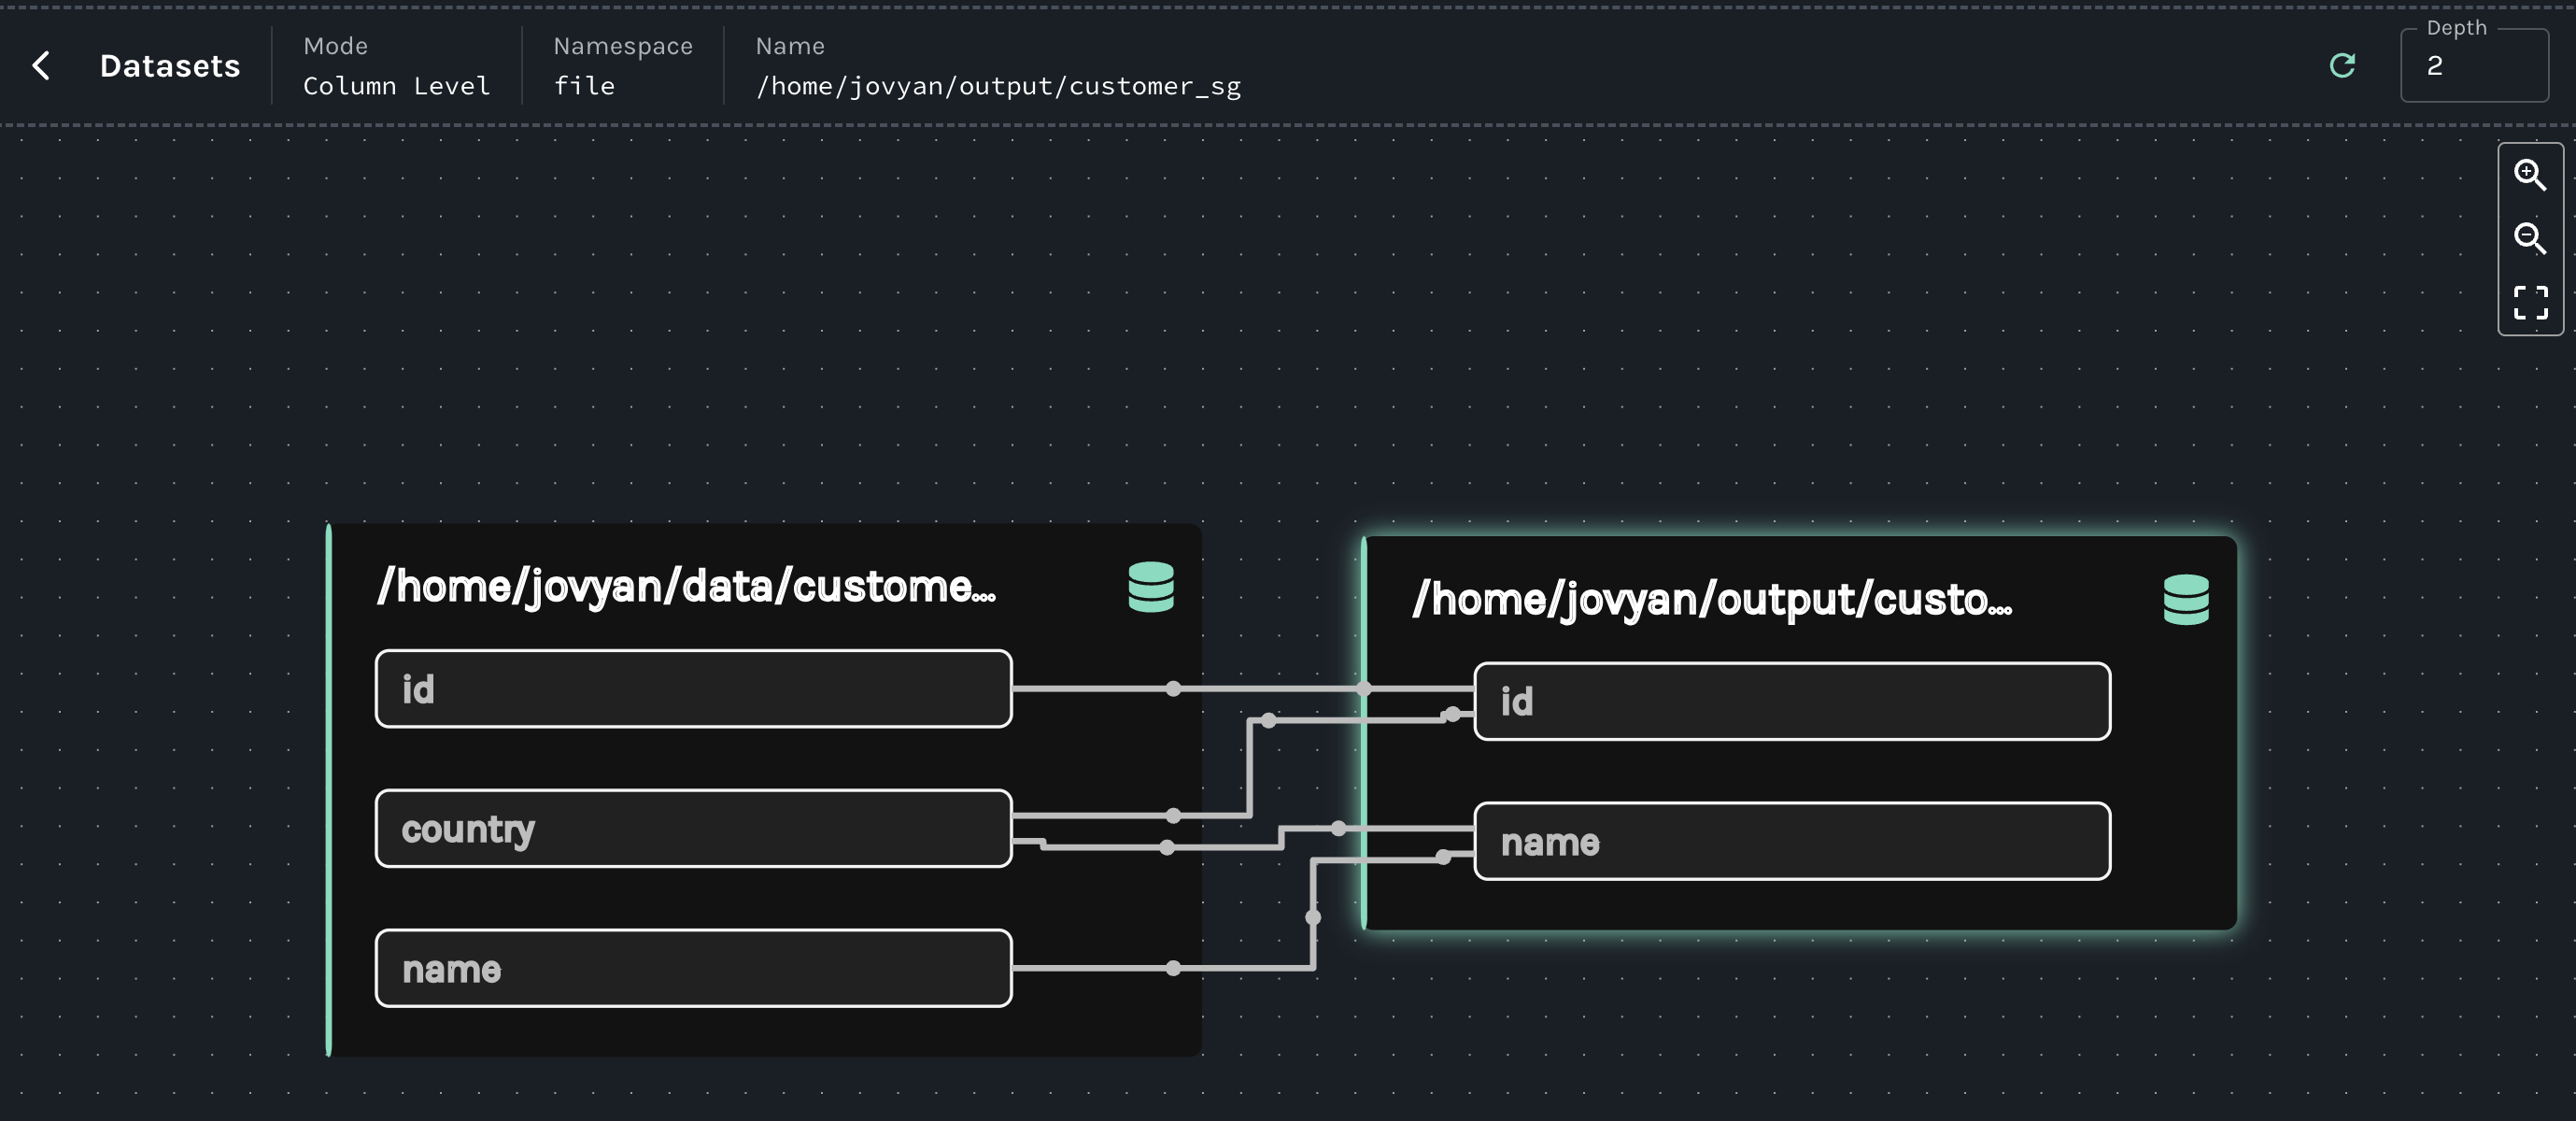 Datasets
Mode
Column Level
Namespace
file
Name
/home/jovyan/output/customer_sg
Depth
2
/home/jovyan/data/custome...
id
country
name
/home/jovyan/output/custo...
id
name